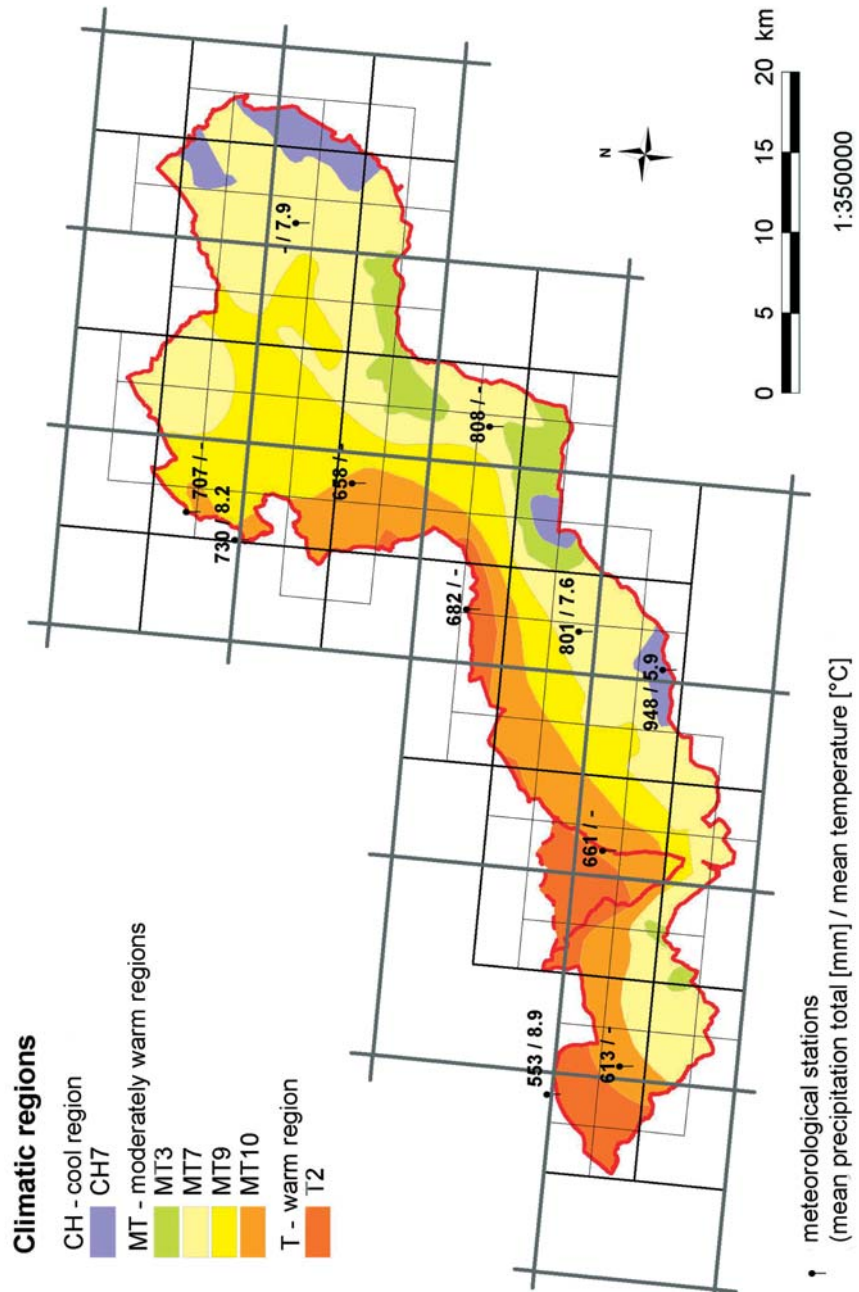 Climatic regions
CH - cool region
CH7
MT - moderately warm regions
MT3
MT7
MT9
MT10
T - warm region
T2
- / 7.9
707 / -
730 / 8.2
658 / -
808 / -
682 / -
801 / 7.6
948 / 5.9
661 / -
553 / 8.9
613 / -
N
0 5 10 15 20 km
1:350000
meteorological stations
(mean precipitation total [mm] / mean temperature [°C]